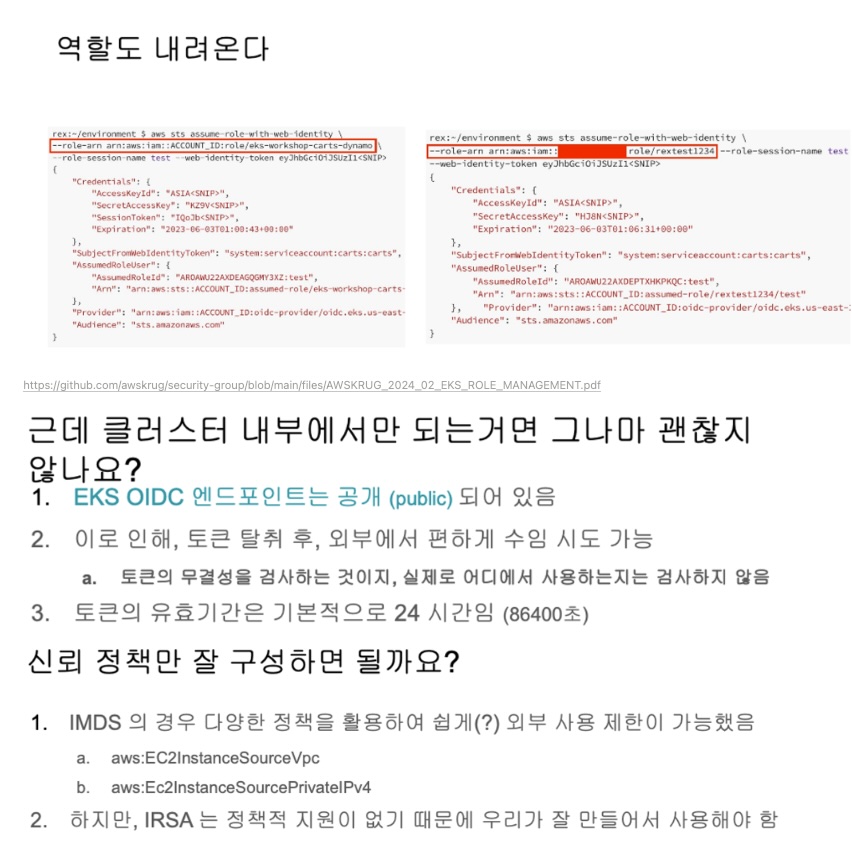 역할도 내려온다
rex:~/environment $ aws sts assume-role-with-web-identity \
--role-arn arn:aws:iam::ACCOUNT_ID:role/eks-workshop-carts-dynamo \
--role-session-name test --web-identity-token eyJhbGciOiJSUzI1<SNIP>
{
"Credentials": {
"AccessKeyId": "ASIA<SNIP>",
"SecretAccessKey": "KZ9V<SNIP>",
"SessionToken": "IQoJb<SNIP>",
"Expiration": "2023-06-03T01:00:43+00:00"
},
"SubjectFromWebIdentityToken": "system:serviceaccount:carts:carts",
"AssumedRoleUser": {
"AssumedRoleId": "AROAWU22AXDEAGQGMY3XZ:test",
"Arn": "arn:aws:sts::ACCOUNT_ID:assumed-role/eks-workshop-carts-
},
"Provider": "arn:aws:iam::ACCOUNT_ID:oidc-provider/oidc.eks.us-east-
"Audience": "sts.amazonaws.com"
}
rex:~/environment $ aws sts assume-role-with-web-identity \
--role-arn arn:aws:iam:: role/rextest1234 --role-session-name test
--web-identity-token eyJhbGciOiJSUzI1<SNIP>
{
"Credentials": {
"AccessKeyId": "ASIA<SNIP>",
"SecretAccessKey": "HJ8N<SNIP>",
"Expiration": "2023-06-03T01:06:31+00:00"
},
"SubjectFromWebIdentityToken": "system:serviceaccount:carts:carts",
"AssumedRoleUser": {
"AssumedRoleId": "AROAWU22AXDEPTXHKPKQC:test",
"Arn": "arn:aws:sts::ACCOUNT_ID:assumed-role/rextest1234/test"
}, "Provider": "arn:aws:iam::ACCOUNT_ID:oidc-provider/oidc.eks.us-east-
"Audience": "sts.amazonaws.com"
}
https://github.com/awskrug/security-group/blob/main/files/AWSKRUG_2024_02_EKS_ROLE_MANAGEMENT.pdf
근데 클러스터 내부에서만 되는거면 그나마 괜찮지
않나요?
1. EKS OIDC 엔드포인트는 공개 (public) 되어 있음
2. 이로 인해, 토큰 탈취 후, 외부에서 편하게 수임 시도 가능
a. 토큰의 무결성을 검사하는 것이지, 실제로 어디에서 사용하는지는 검사하지 않음
3. 토큰의 유효기간은 기본적으로 24 시간임 (86400초)
신뢰 정책만 잘 구성하면 될까요?
1. IMDS 의 경우 다양한 정책을 활용하여 쉽게(?) 외부 사용 제한이 가능했음
a. aws:EC2InstanceSourceVpc
b. aws:Ec2InstanceSourcePrivateIPv4
2. 하지만, IRSA 는 정책적 지원이 없기 때문에 우리가 잘 만들어서 사용해야 함